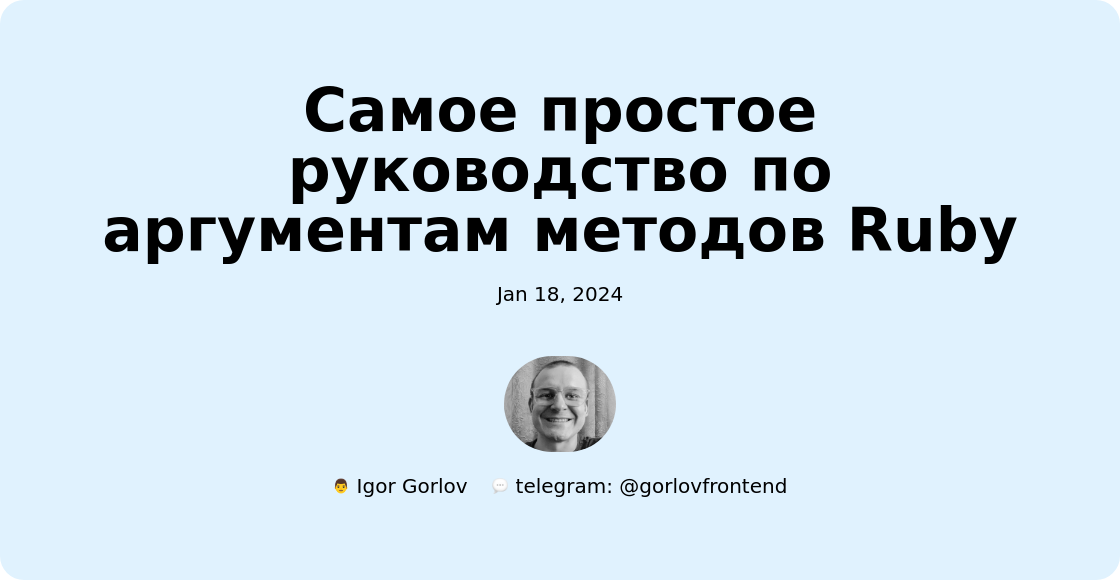 Самое простое
руководство по
аргументам методов Ruby
Jan 18, 2024
Igor Gorlov telegram: @gorlovfrontend